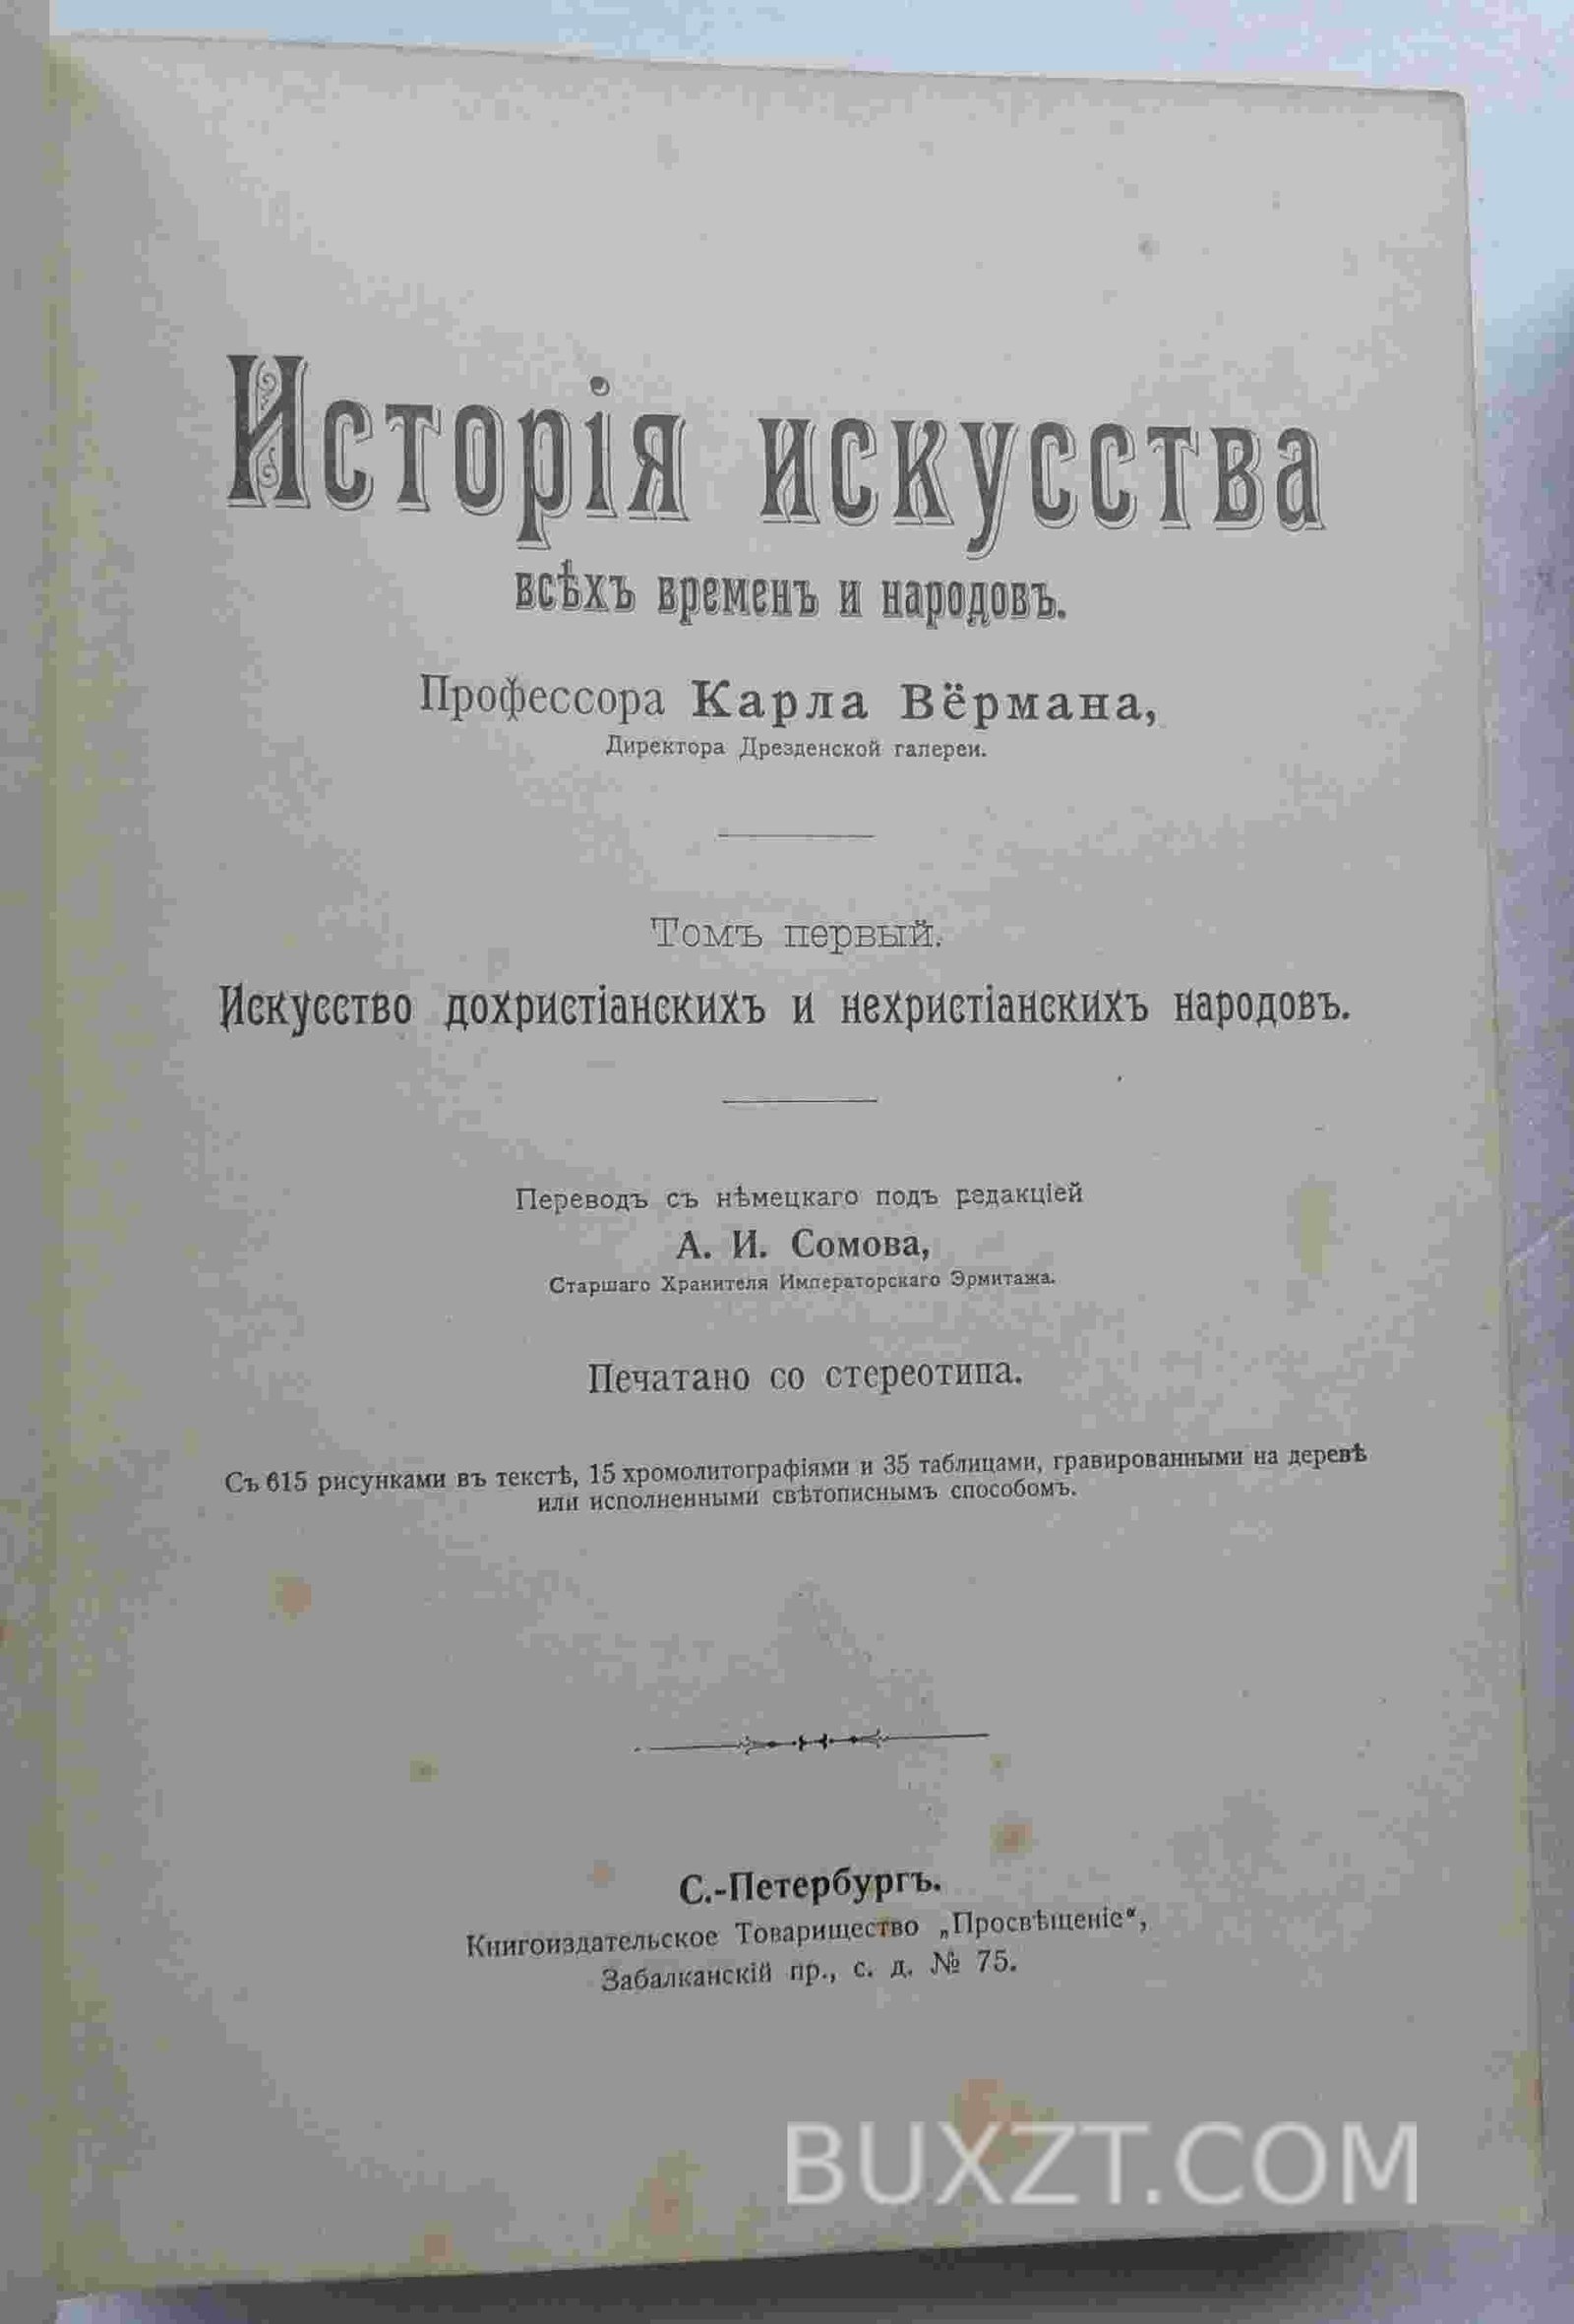 Исторія искусства
всѣхъ временъ и народовъ.
Профессора Карла Вёрмана,
Директора Дрезденской галереи.
Томъ первый.
Искусство дохристіанскихъ и нехристіанскихъ народовъ.
Переводъ съ нѣмецкаго подъ редакціей
А. И. Сомова,
Старшаго Хранителя Императорскаго Эрмитажа.
Печатано со стереотипа.
Съ 615 рисунками въ текстѣ, 15 хромолитографіями и 35 таблицами, гравированными на деревѣ
или исполненными свѣтописнымъ способомъ.
С.-Петербургъ.
Книгоиздательское Товарищество „Просвѣщеніе“,
Забалканскій пр., с. д. № 75.
BUXZT.COM